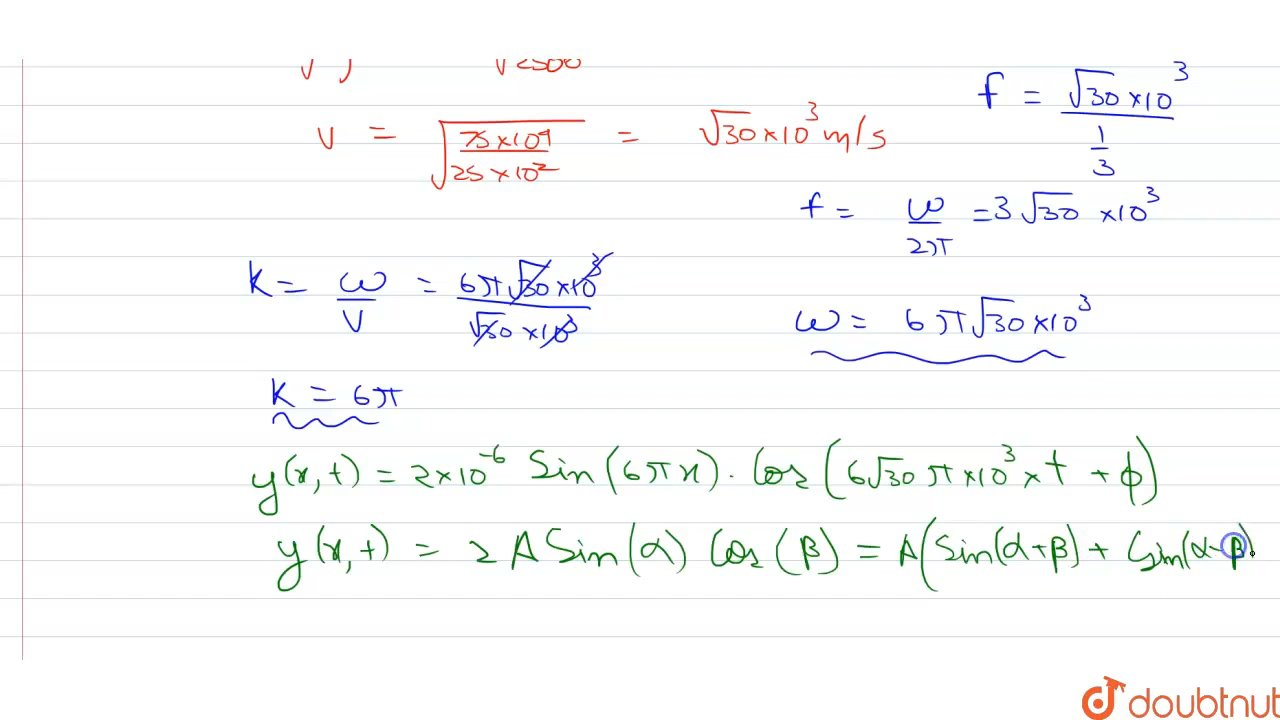 √2500
f = √30×10³ / (1/3)
v = √(75×10⁹ / 25×10²) = √30×10³ m/s
f = ω/2π = 3√30 ×10³
K = ω/v = 6π√30×10³ / √30×10³
ω = 6π√30×10³
K = 6π
y(x,t) = 2×10⁻⁶ Sin(6πx). Cos(6√30 π×10³×t + ϕ)
y(x,t) = 2A Sin(α) Cos(β) = A(Sin(α+β) + Sin(α-β)
doubtnut